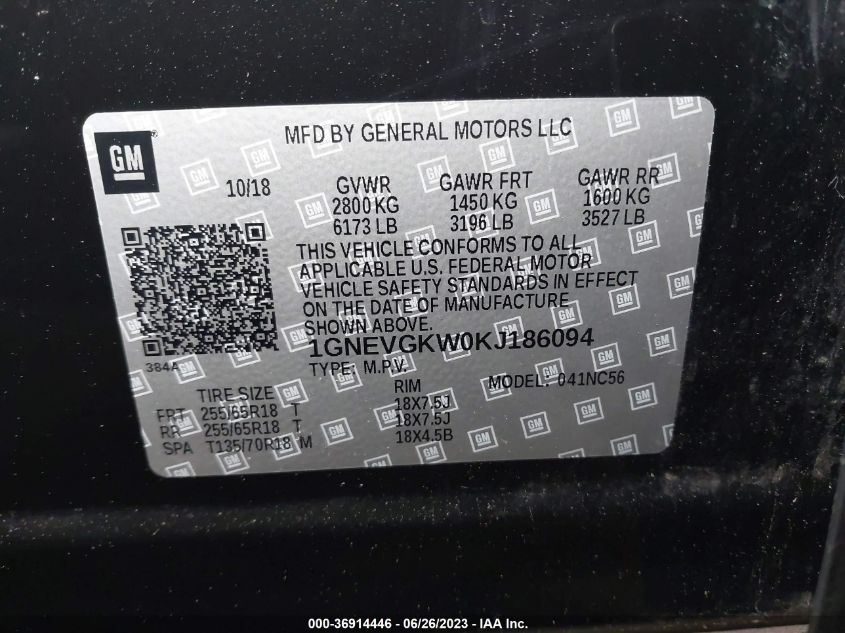 MFD BY GENERAL MOTORS LLC
GM
10/18 GVWR GAWR FRT GAWR RR
2800 KG 1450 KG 1600 KG
6173 LB 3196 LB 3527 LB
THIS VEHICLE CONFORMS TO ALL
APPLICABLE U.S. FEDERAL MOTOR
VEHICLE SAFETY STANDARDS IN EFFECT
ON THE DATE OF MANUFACTURE
SHOWN ABOVE.
1GNEVGKW0KJ186094
384A
TYPE: M.P.V. MODEL: 041NC56
TIRE SIZE RIM
FRT 255/65R18 T 18X7.5J
RR 255/65R18 T 18X7.5J
SPA T135/70R18 M 18X4.5B
000-36914446 - 06/26/2023 - IAA Inc.